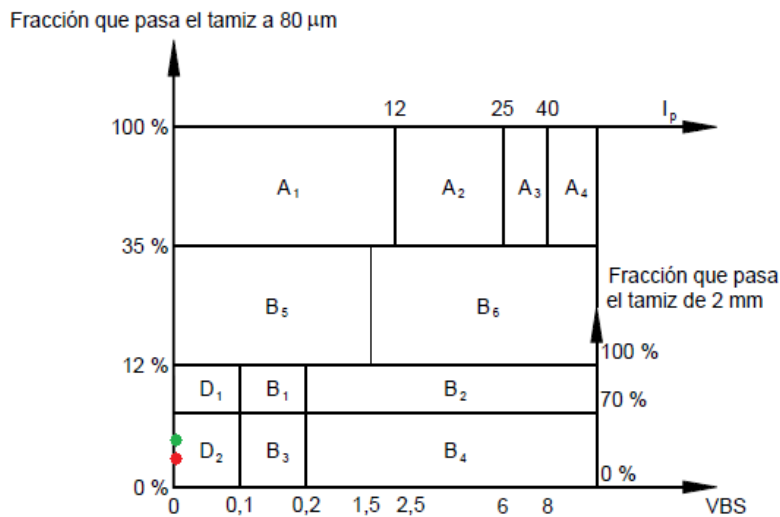 Fracción que pasa el tamiz a 80 μm
12 25 40 I_p
100 %
A₁ A₂ A₃ A₄
35 %
Fracción que pasa
el tamiz de 2 mm
B₅ B₆
100 %
12 %
D₁ B₁ B₂
70 %
D₂ B₃ B₄
0 %
0 %
0 0,1 0,2 1,5 2,5 6 8 VBS